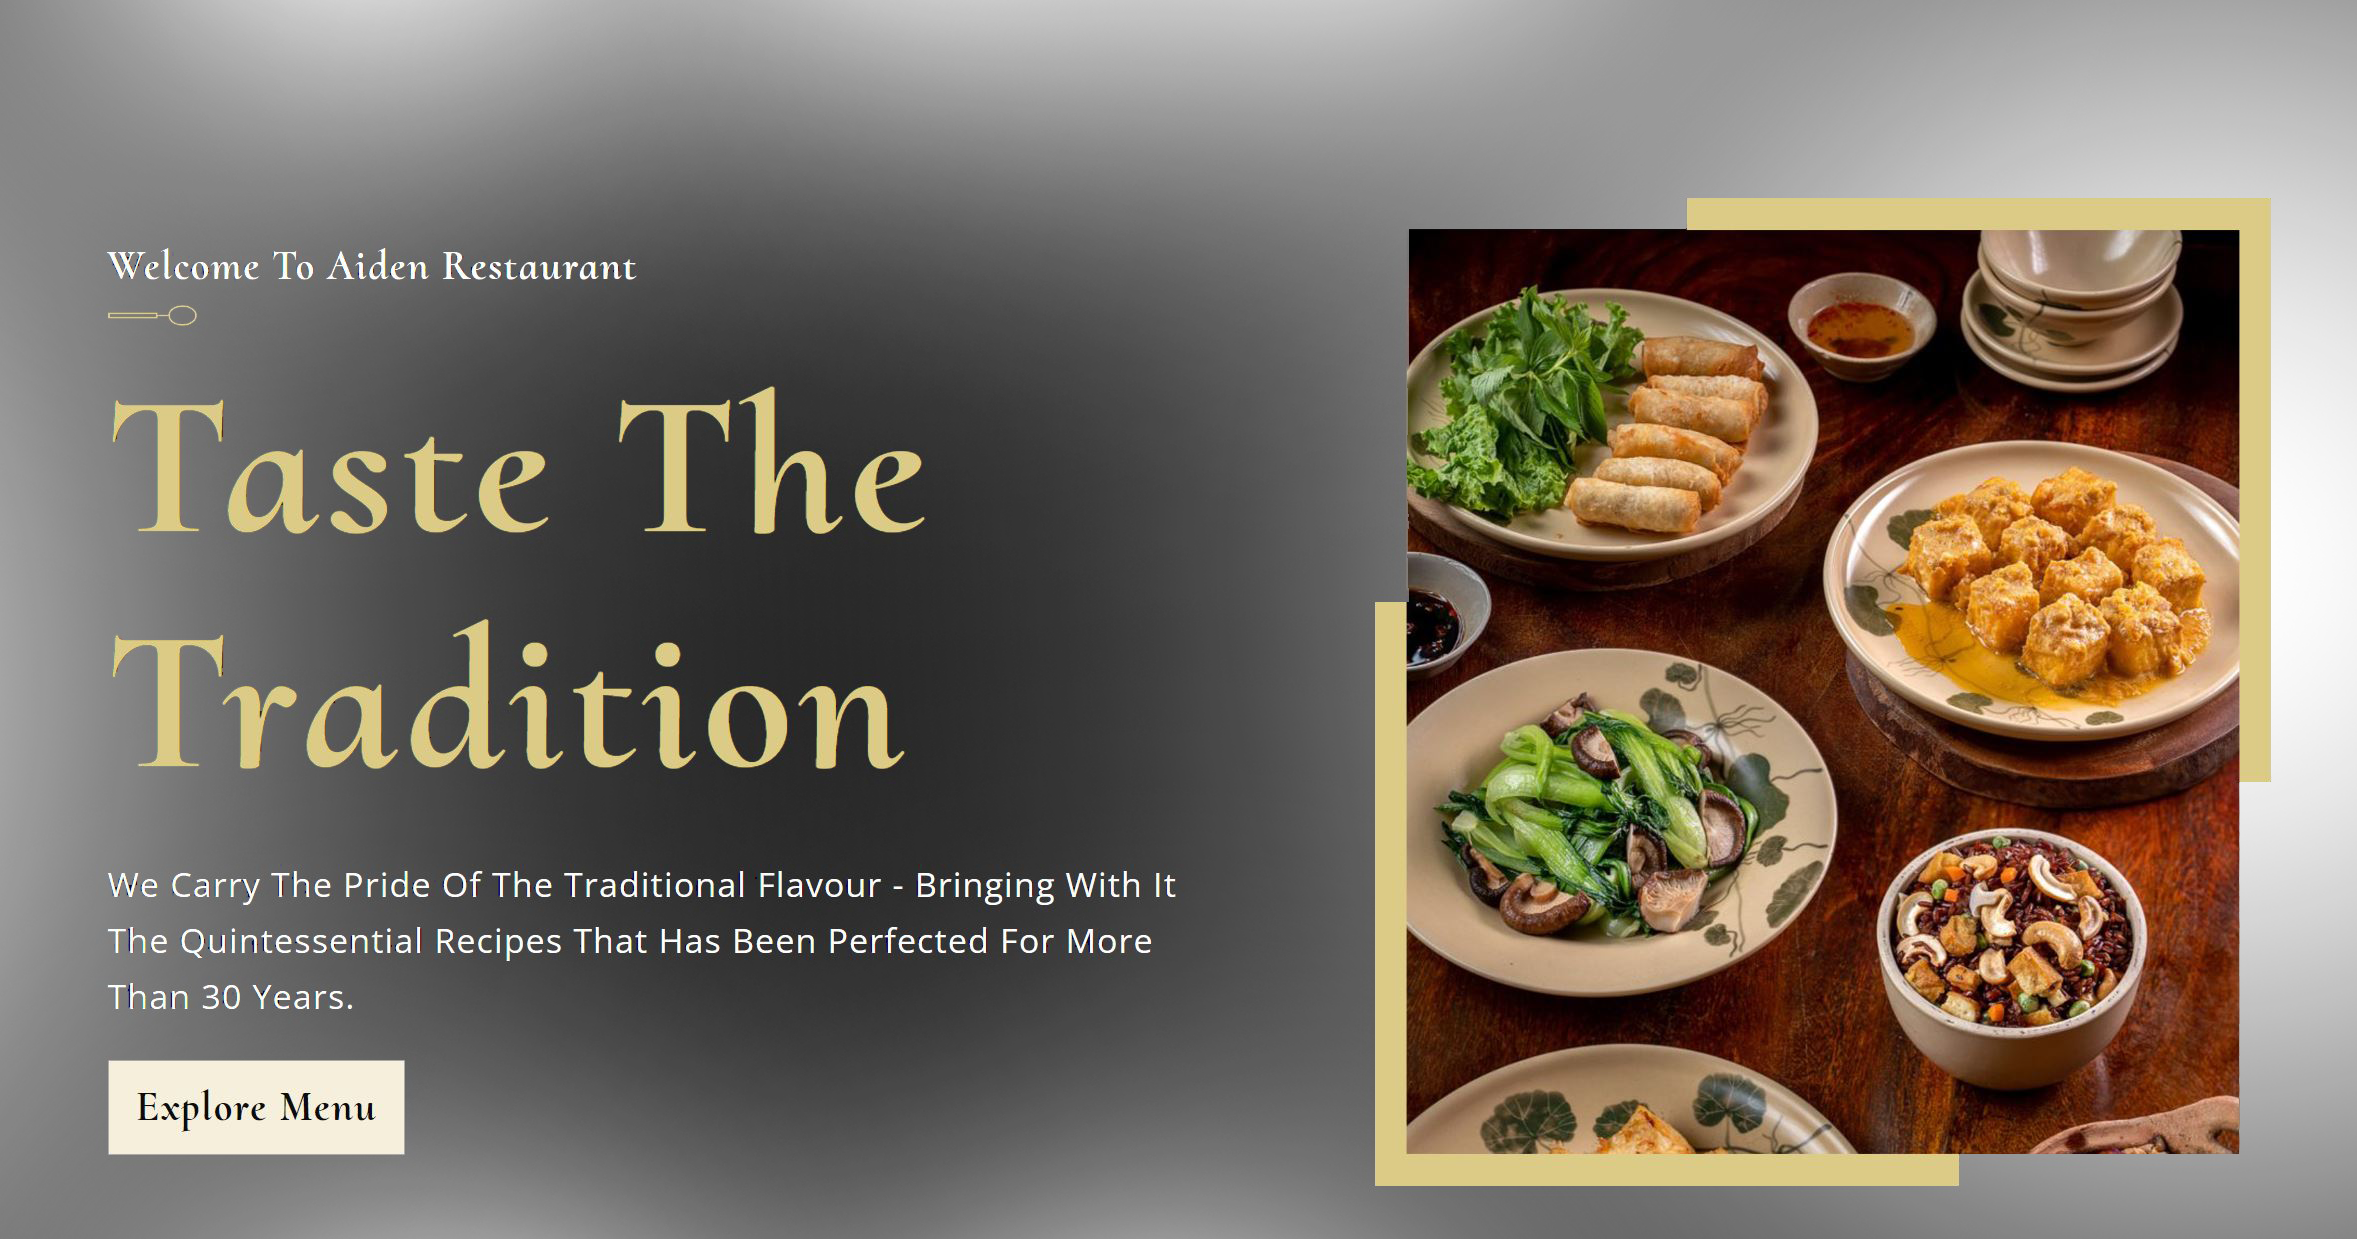 Welcome To Aiden Restaurant
Taste The
Tradition
We Carry The Pride Of The Traditional Flavour - Bringing With It
The Quintessential Recipes That Has Been Perfected For More
Than 30 Years.
Explore Menu